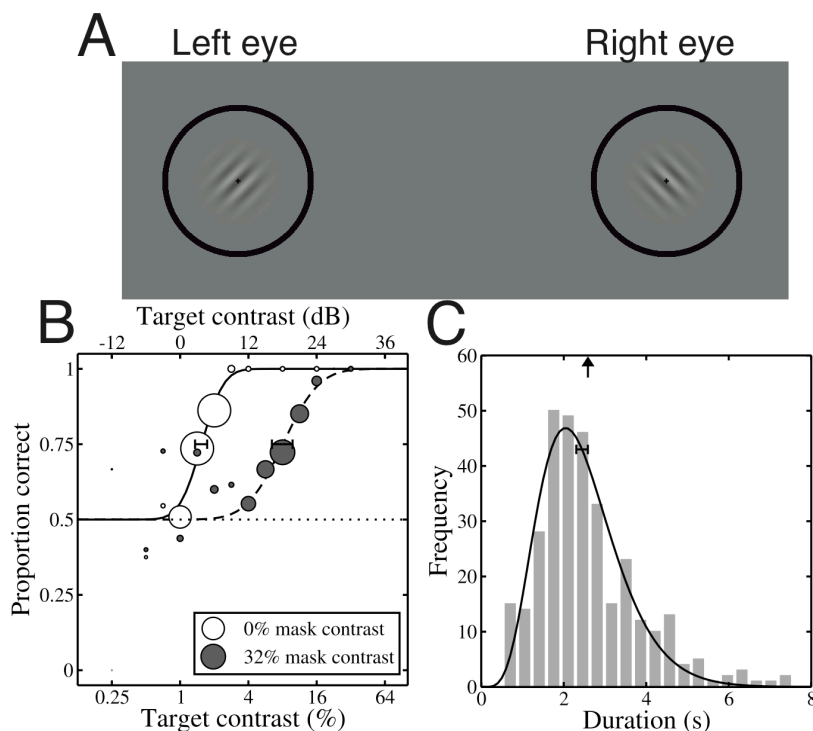 A
Left eye Right eye
B
Target contrast (dB)
-12 0 12 24 36
1
0.75
0.5
0.25
0
Proportion correct
0% mask contrast
32% mask contrast
0.25 1 4 16 64
Target contrast (%)
C
60
50
40
30
20
10
0
Frequency
0 2 4 6 8
Duration (s)